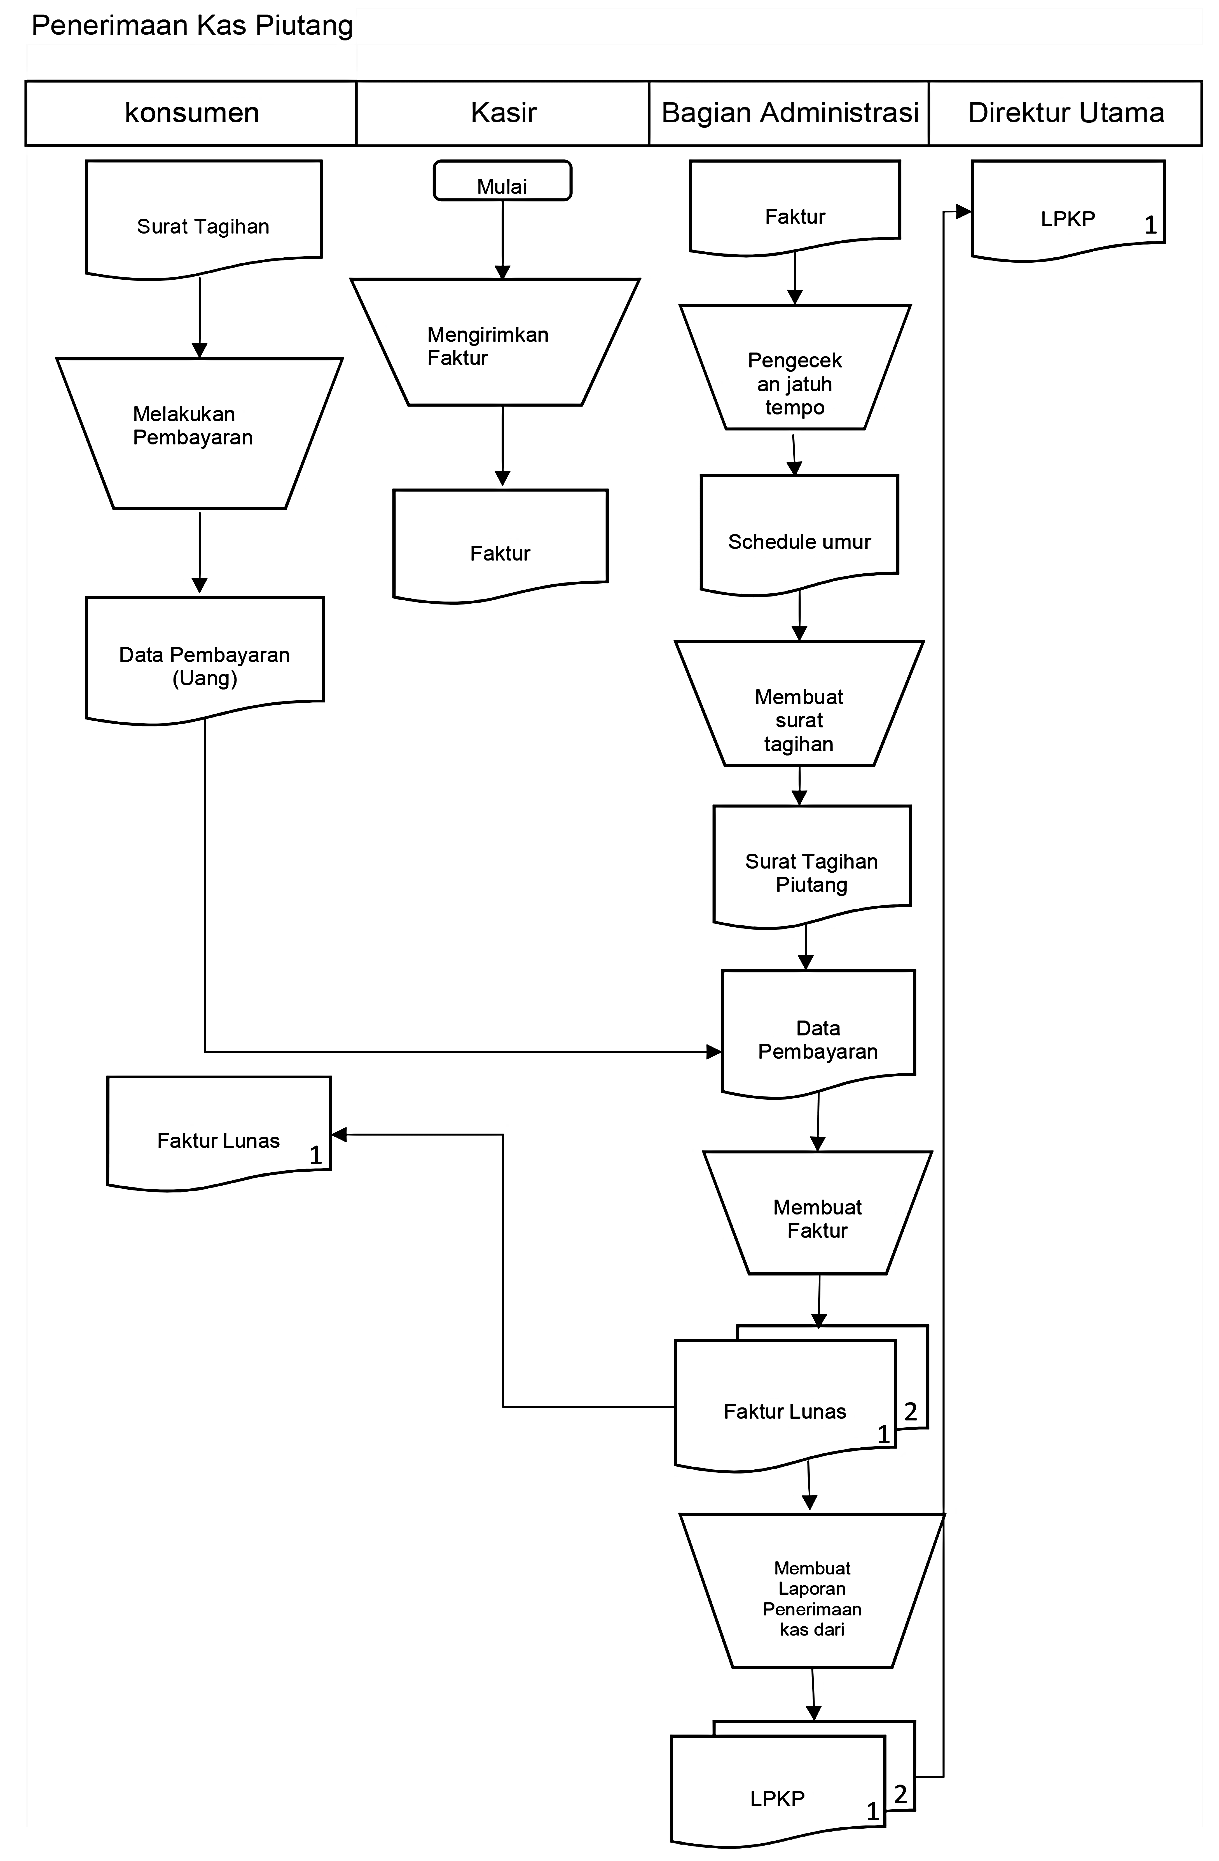 Penerimaan Kas Piutang
konsumen
Kasir
Bagian Administrasi
Direktur Utama
Surat Tagihan
Melakukan
Pembayaran
Data Pembayaran
(Uang)
Faktur Lunas
1
Mulai
Mengirimkan
Faktur
Faktur
Faktur
Pengecek
an jatuh
tempo
Schedule umur
Membuat
surat
tagihan
Surat Tagihan
Piutang
Data
Pembayaran
Membuat
Faktur
Faktur Lunas
1
2
Membuat
Laporan
Penerimaan
kas dari
LPKP
1
2
LPKP
1